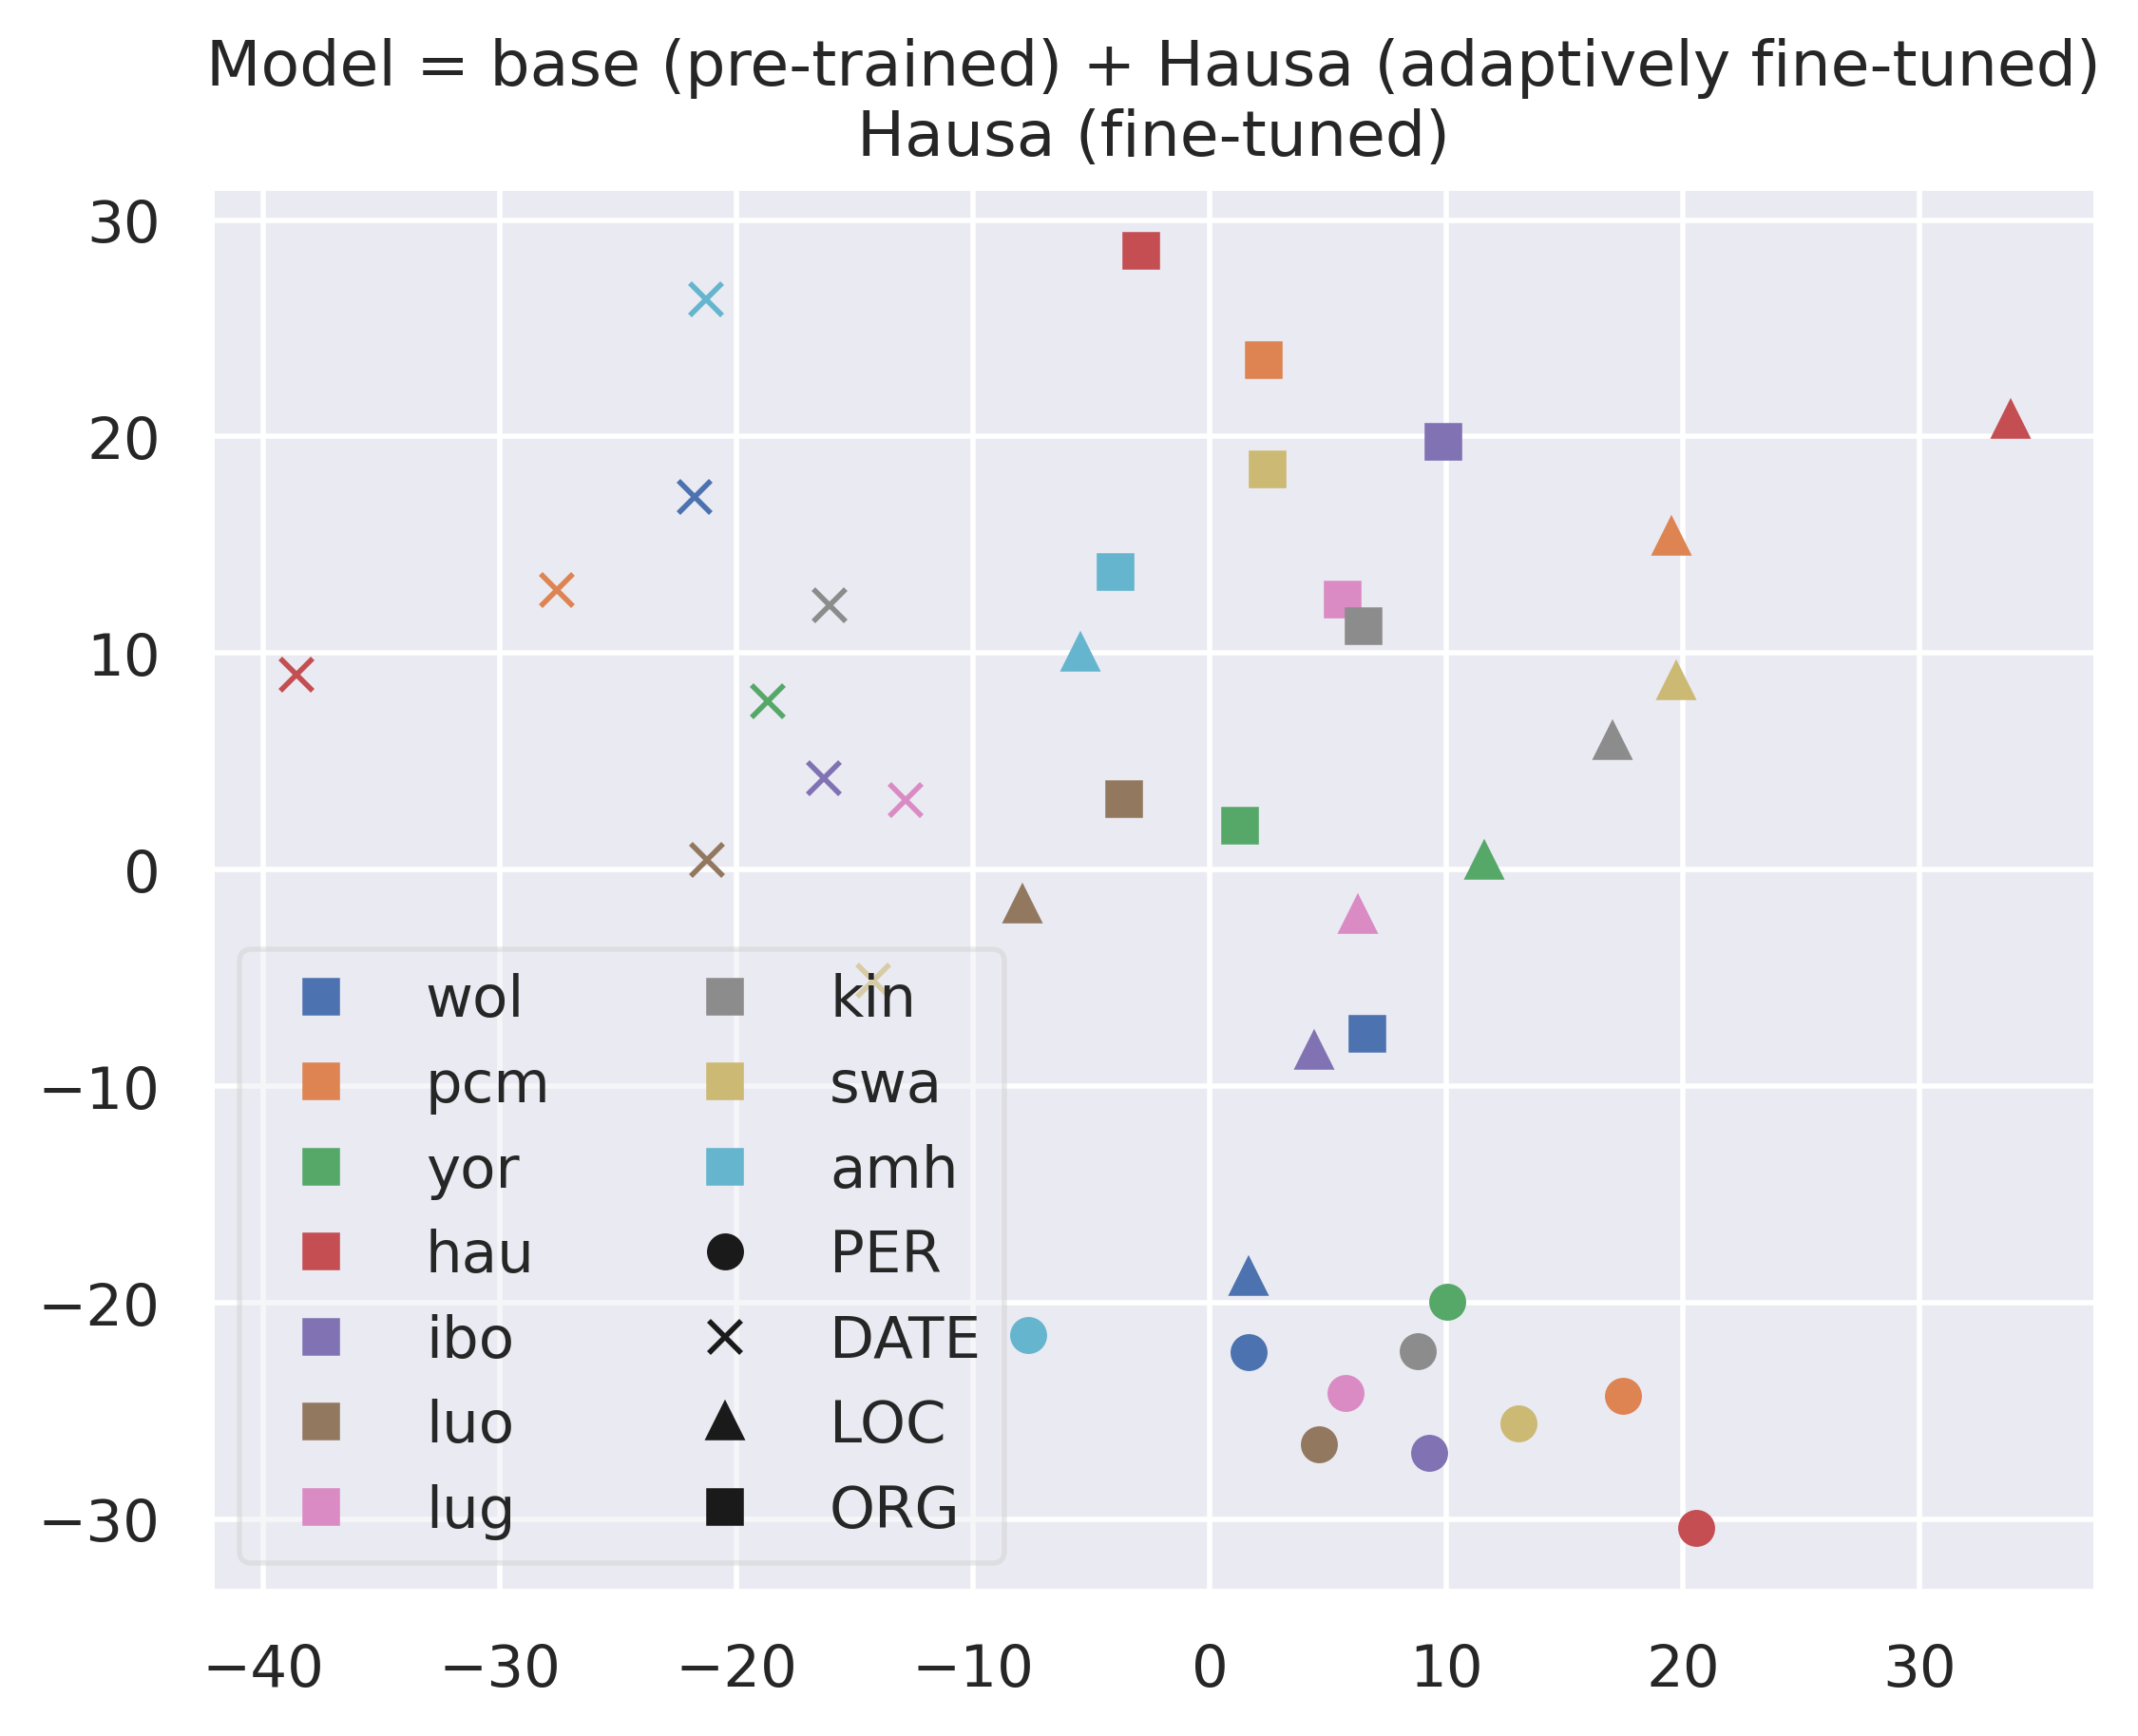 Model = base (pre-trained) + Hausa (adaptively fine-tuned)
Hausa (fine-tuned)
30
20
10
0
−10
−20
−30
wol
pcm
yor
hau
ibo
luo
lug
kin
swa
amh
PER
DATE
LOC
ORG
−40
−30
−20
−10
0
10
20
30